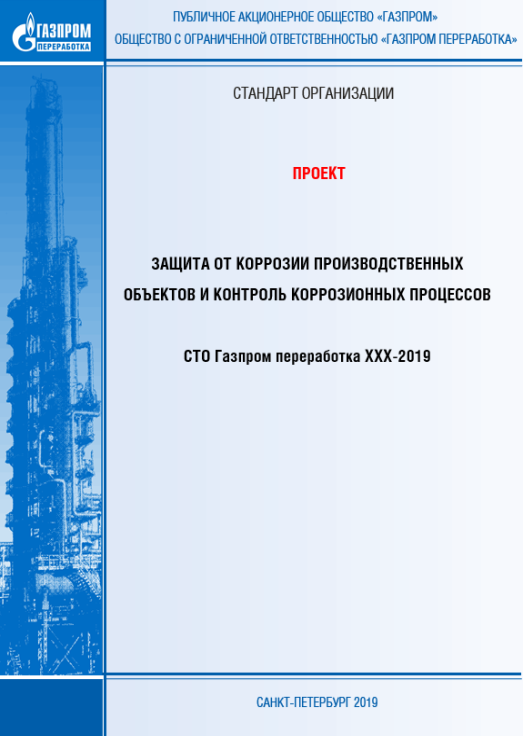 ГАЗПРОМ
ПЕРЕРАБОТКА
ПУБЛИЧНОЕ АКЦИОНЕРНОЕ ОБЩЕСТВО «ГАЗПРОМ»
ОБЩЕСТВО С ОГРАНИЧЕННОЙ ОТВЕТСТВЕННОСТЬЮ «ГАЗПРОМ ПЕРЕРАБОТКА»
СТАНДАРТ ОРГАНИЗАЦИИ
ПРОЕКТ
ЗАЩИТА ОТ КОРРОЗИИ ПРОИЗВОДСТВЕННЫХ
ОБЪЕКТОВ И КОНТРОЛЬ КОРРОЗИОННЫХ ПРОЦЕССОВ
СТО Газпром переработка ХХХ-2019
САНКТ-ПЕТЕРБУРГ 2019